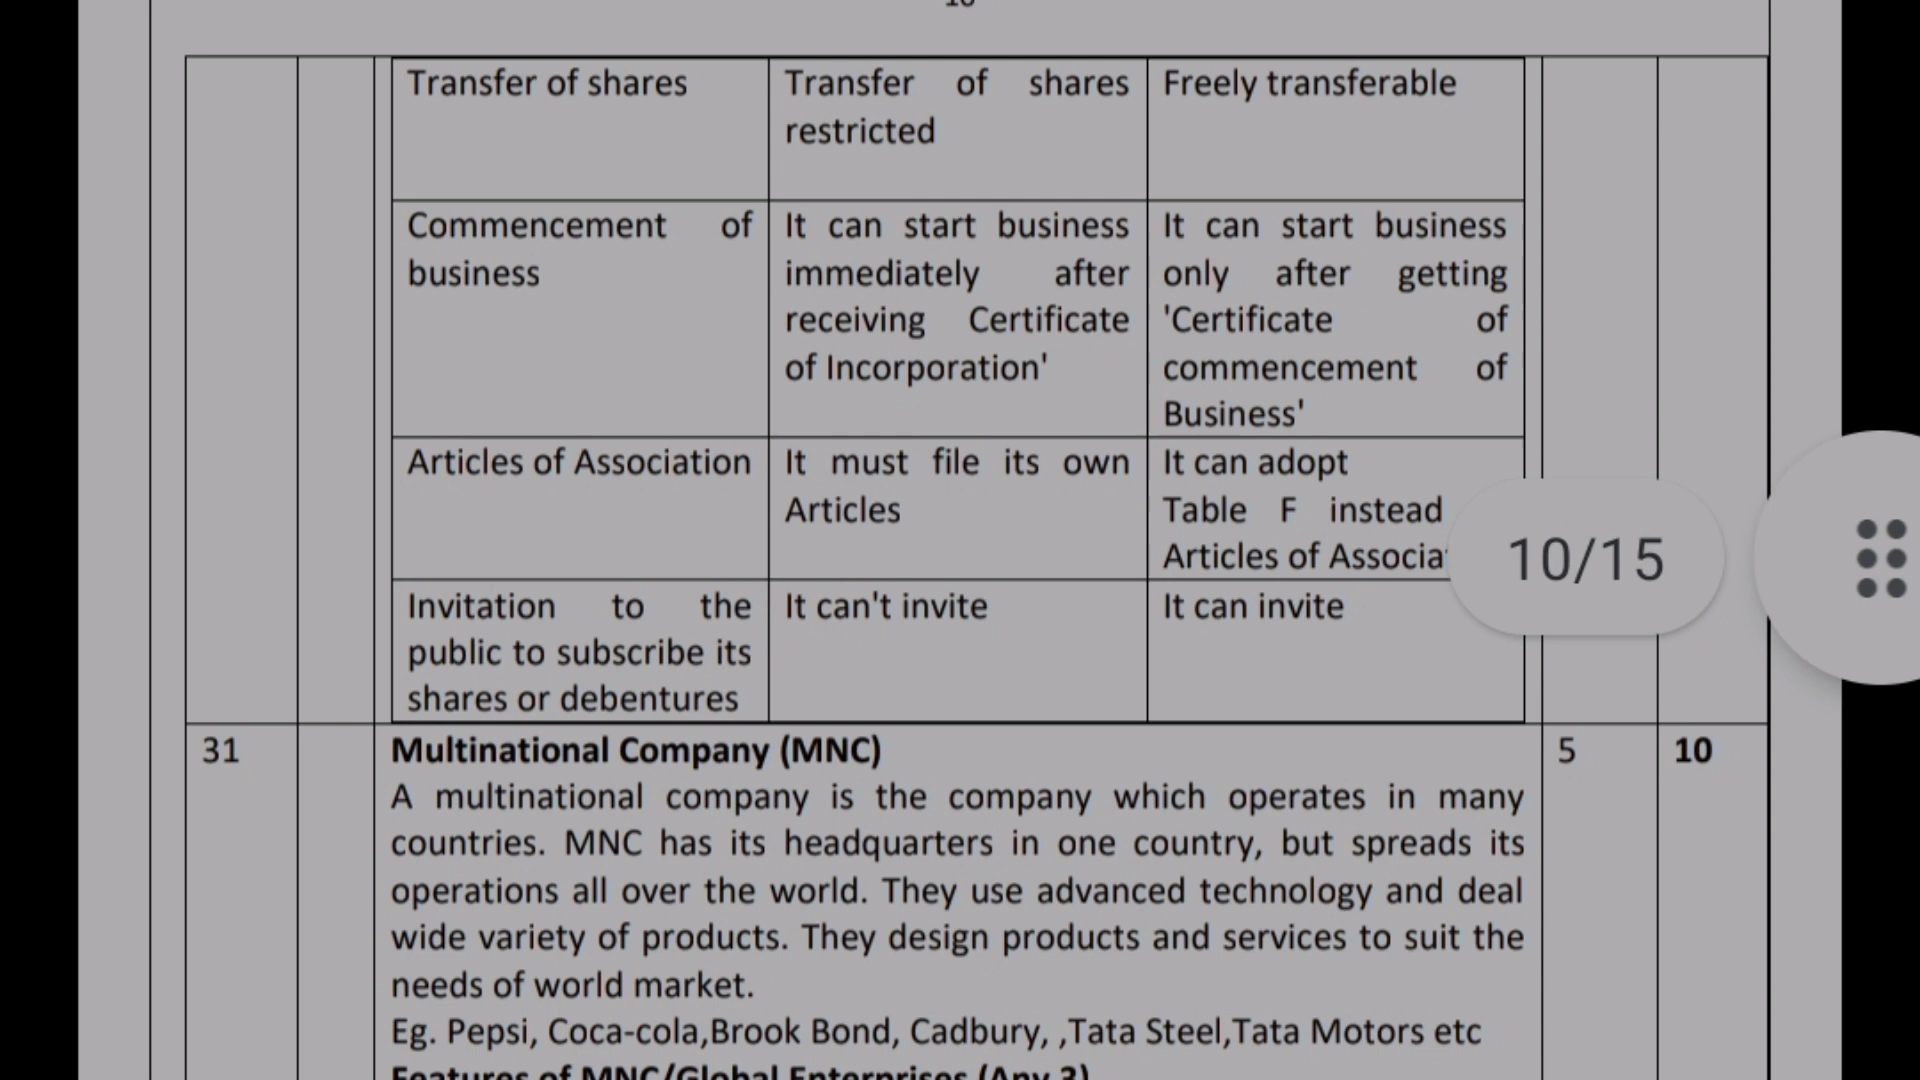 Transfer of shares
Transfer of shares
restricted
Freely transferable
Commencement of
business
It can start business
immediately after
receiving Certificate
of Incorporation'
It can start business
only after getting
'Certificate of
commencement of
Business'
Articles of Association
It must file its own
Articles
It can adopt
Table F instead
Articles of Associa
10/15
Invitation to the
public to subscribe its
shares or debentures
It can't invite
It can invite
31
Multinational Company (MNC)
5
10
A multinational company is the company which operates in many
countries. MNC has its headquarters in one country, but spreads its
operations all over the world. They use advanced technology and deal
wide variety of products. They design products and services to suit the
needs of world market.
Eg. Pepsi, Coca-cola,Brook Bond, Cadbury, ,Tata Steel,Tata Motors etc
Features of MNC/Global Enterprises (Any 3)